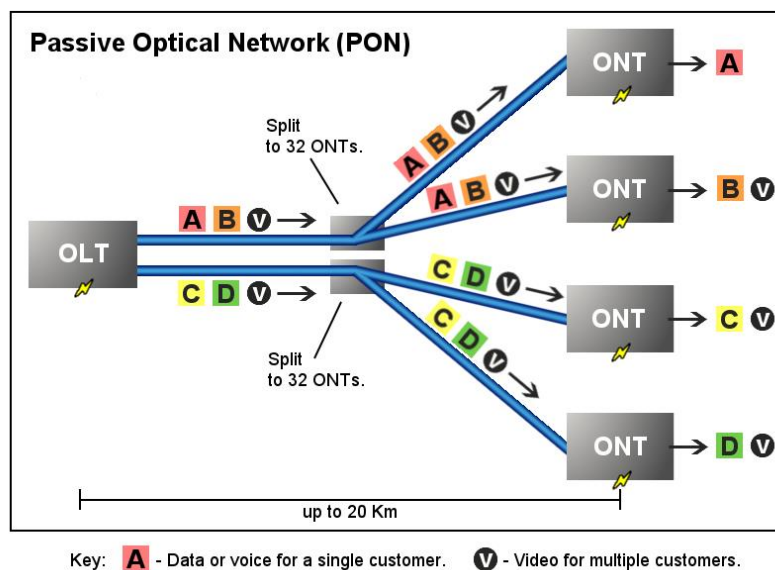 Passive Optical Network (PON)
ONT
A
Split
to 32 ONTs.
A B V
A B V
ONT
B V
A B V
OLT
C D V
C D V
ONT
C V
C D V
Split
to 32 ONTs.
ONT
D V
up to 20 Km
Key: A - Data or voice for a single customer. V - Video for multiple customers.